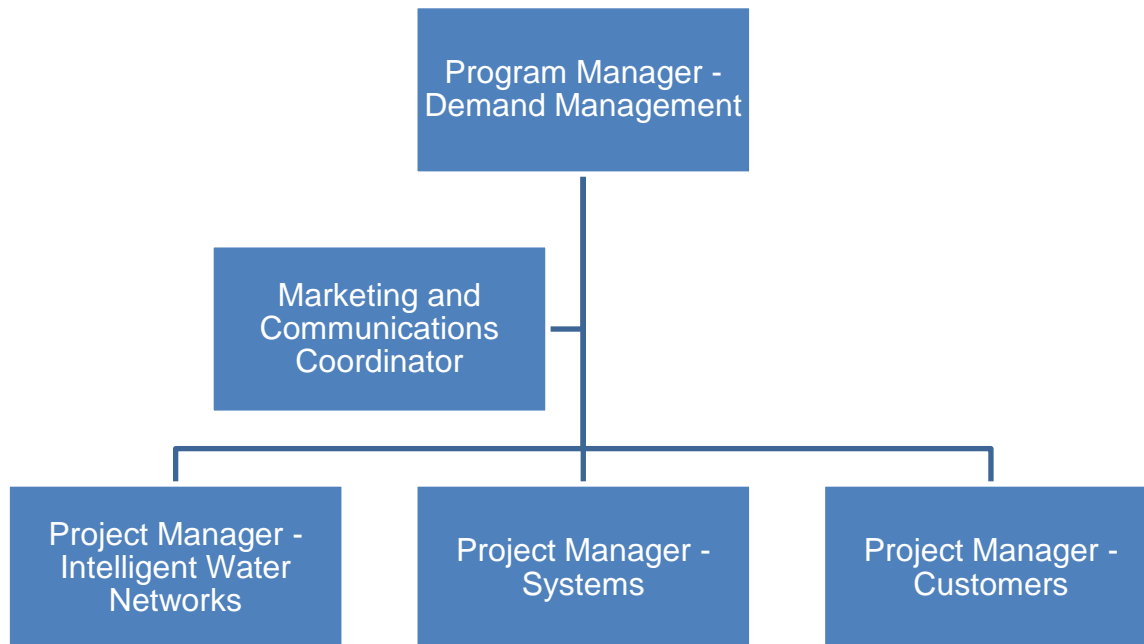 Program Manager -
Demand Management
Marketing and
Communications
Coordinator
Project Manager -
Intelligent Water
Networks
Project Manager -
Systems
Project Manager -
Customers